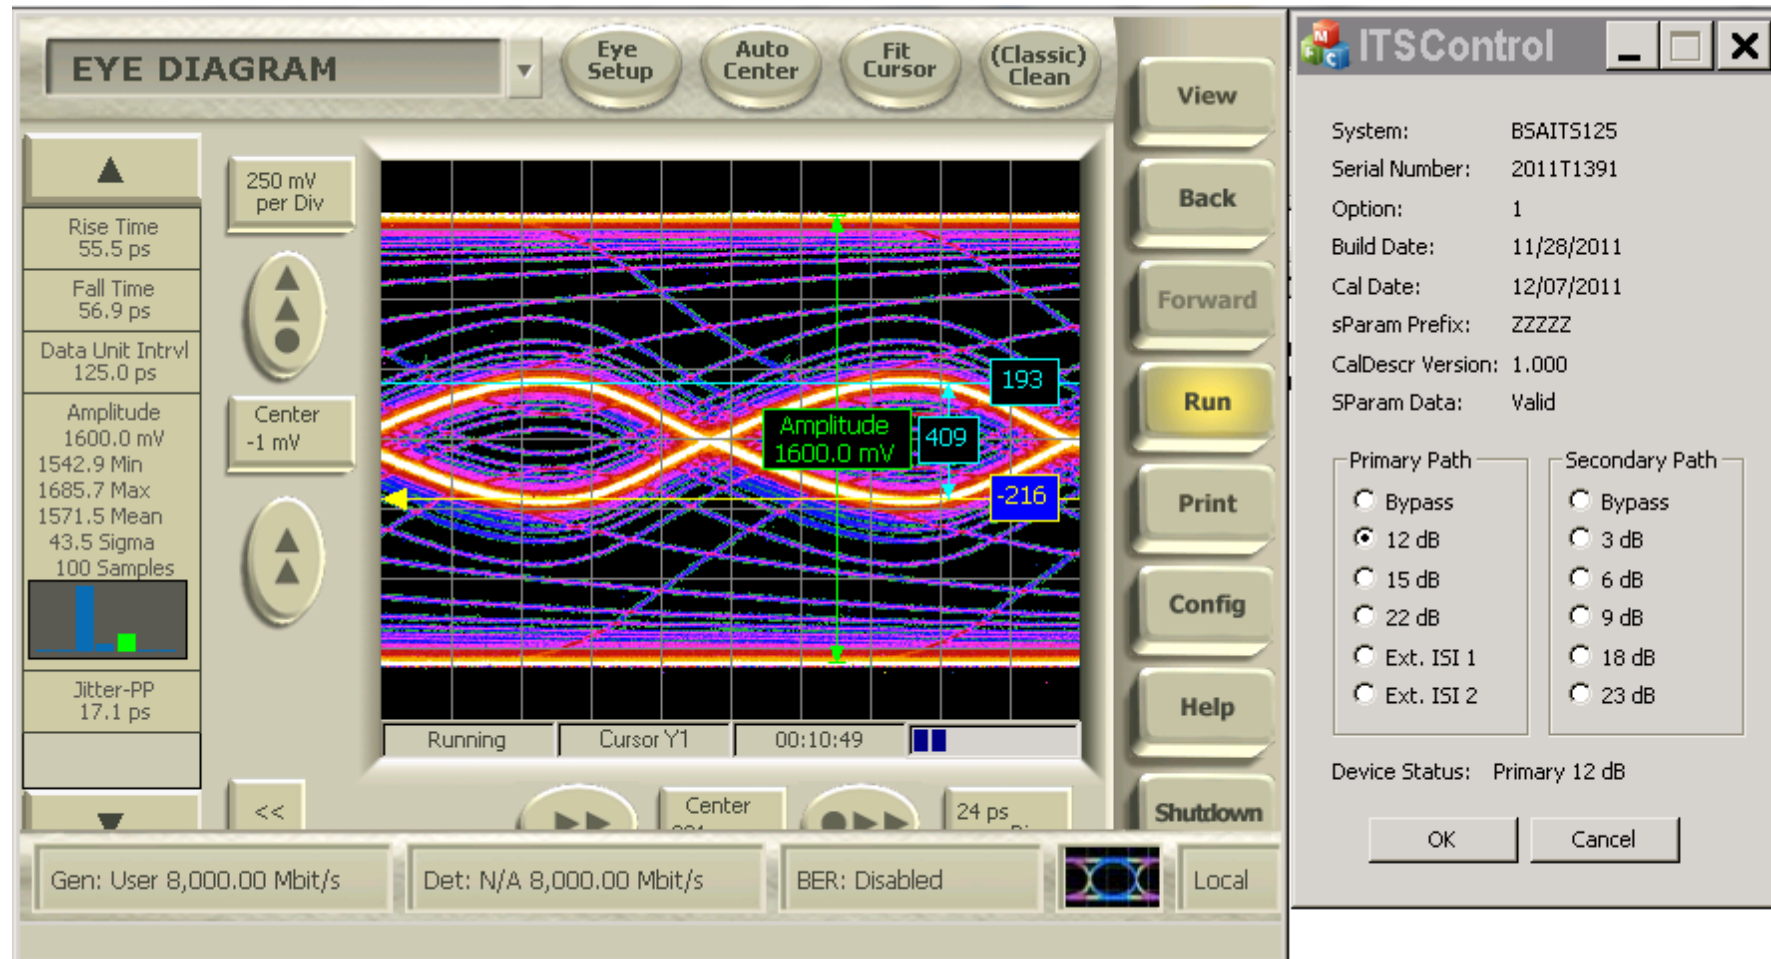 EYE DIAGRAM
Eye
Setup
Auto
Center
Fit
Cursor
(Classic)
Clean
View
Back
Forward
Run
Print
Config
Help
Shutdown
Rise Time
55.5 ps
Fall Time
56.9 ps
Data Unit Intrvl
125.0 ps
Amplitude
1600.0 mV
1542.9 Min
1685.7 Max
1571.5 Mean
43.5 Sigma
100 Samples
Jitter-PP
17.1 ps
250 mV
per Div
Center
-1 mV
193
Amplitude
1600.0 mV
409
-216
Running
Cursor Y1
00:10:49
<<
Center
24 ps
Gen: User 8,000.00 Mbit/s
Det: N/A 8,000.00 Mbit/s
BER: Disabled
Local
ITSControl
System: BSAITS125
Serial Number: 2011T1391
Option: 1
Build Date: 11/28/2011
Cal Date: 12/07/2011
sParam Prefix: ZZZZZ
CalDescr Version: 1.000
SParam Data: Valid
Primary Path
Bypass
12 dB
15 dB
22 dB
Ext. ISI 1
Ext. ISI 2
Secondary Path
Bypass
3 dB
6 dB
9 dB
18 dB
23 dB
Device Status: Primary 12 dB
OK
Cancel